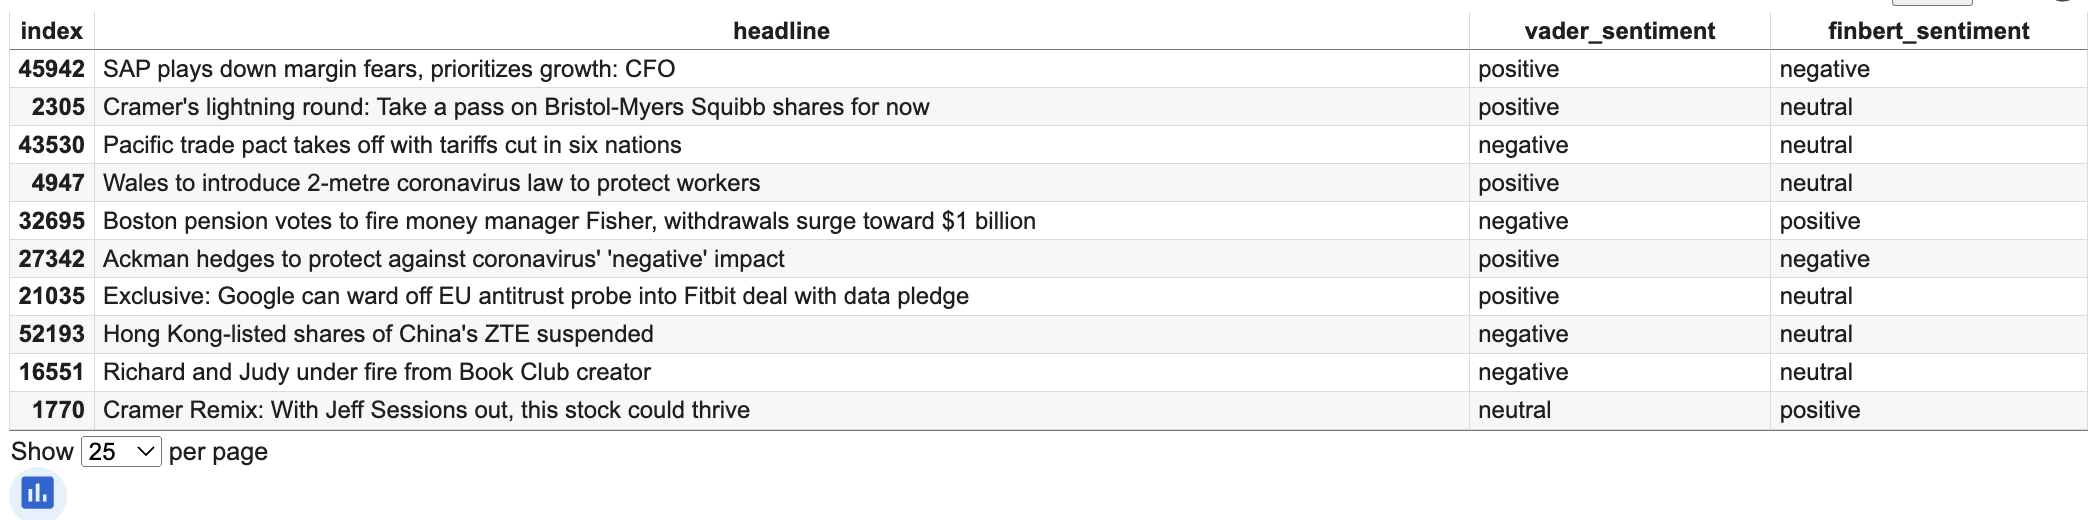 index headline vader_sentiment finbert_sentiment
45942 SAP plays down margin fears, prioritizes growth: CFO positive negative
2305 Cramer's lightning round: Take a pass on Bristol-Myers Squibb shares for now positive neutral
43530 Pacific trade pact takes off with tariffs cut in six nations negative neutral
4947 Wales to introduce 2-metre coronavirus law to protect workers positive neutral
32695 Boston pension votes to fire money manager Fisher, withdrawals surge toward $1 billion negative positive
27342 Ackman hedges to protect against coronavirus' 'negative' impact positive negative
21035 Exclusive: Google can ward off EU antitrust probe into Fitbit deal with data pledge positive neutral
52193 Hong Kong-listed shares of China's ZTE suspended negative neutral
16551 Richard and Judy under fire from Book Club creator negative neutral
1770 Cramer Remix: With Jeff Sessions out, this stock could thrive neutral positive
Show 25 per page